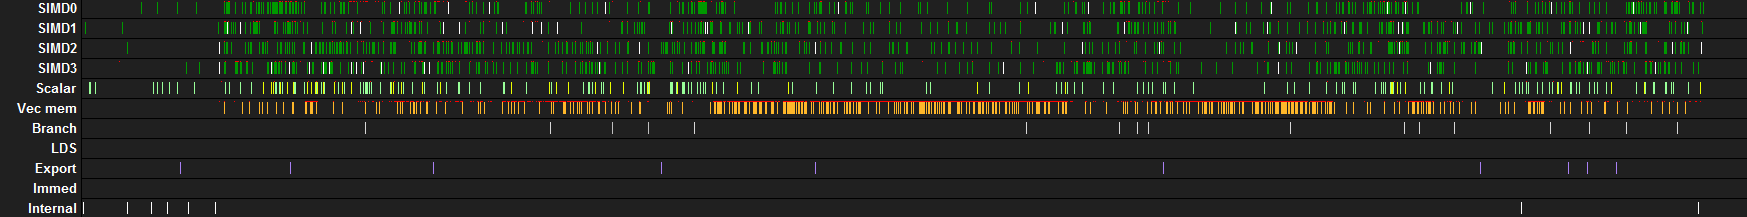 SIMD0
SIMD1
SIMD2
SIMD3
Scalar
Vec mem
Branch
LDS
Export
Immed
Internal